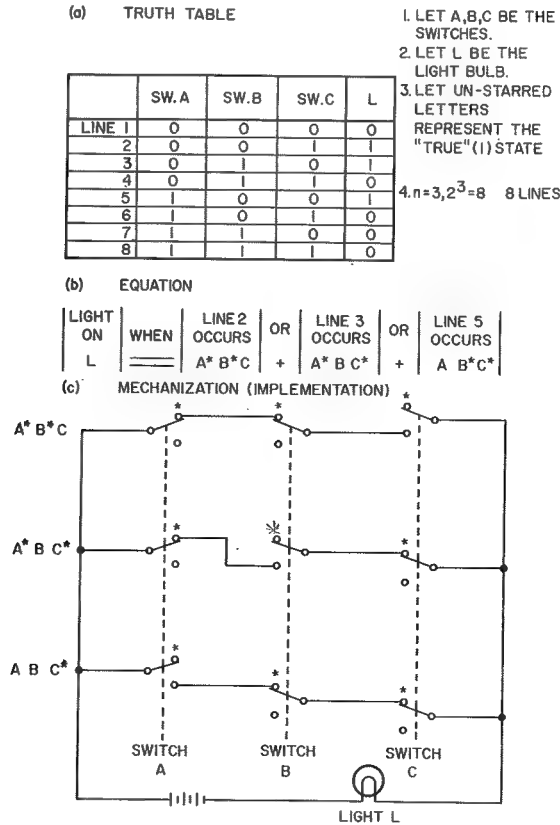 (a) TRUTH TABLE
1. LET A,B,C BE THE
SWITCHES.
2. LET L BE THE
LIGHT BULB.
3. LET UN-STARRED
LETTERS
REPRESENT THE
"TRUE"(1) STATE
4. n=3, 2³=8 8 LINES
SW.A SW.B SW.C L
LINE 1 0 0 0 0
2 0 0 1 1
3 0 1 0 1
4 0 1 1 0
5 1 0 0 1
6 1 0 1 0
7 1 1 0 0
8 1 1 1 0
(b) EQUATION
LIGHT ON L
WHEN =
LINE 2 OCCURS A* B* C
OR +
LINE 3 OCCURS A* B C*
OR +
LINE 5 OCCURS A B* C*
(c) MECHANIZATION (IMPLEMENTATION)
* * *
A* B* C
* * *
A* B C*
* * *
A B C*
SWITCH A
SWITCH B
SWITCH C
LIGHT L